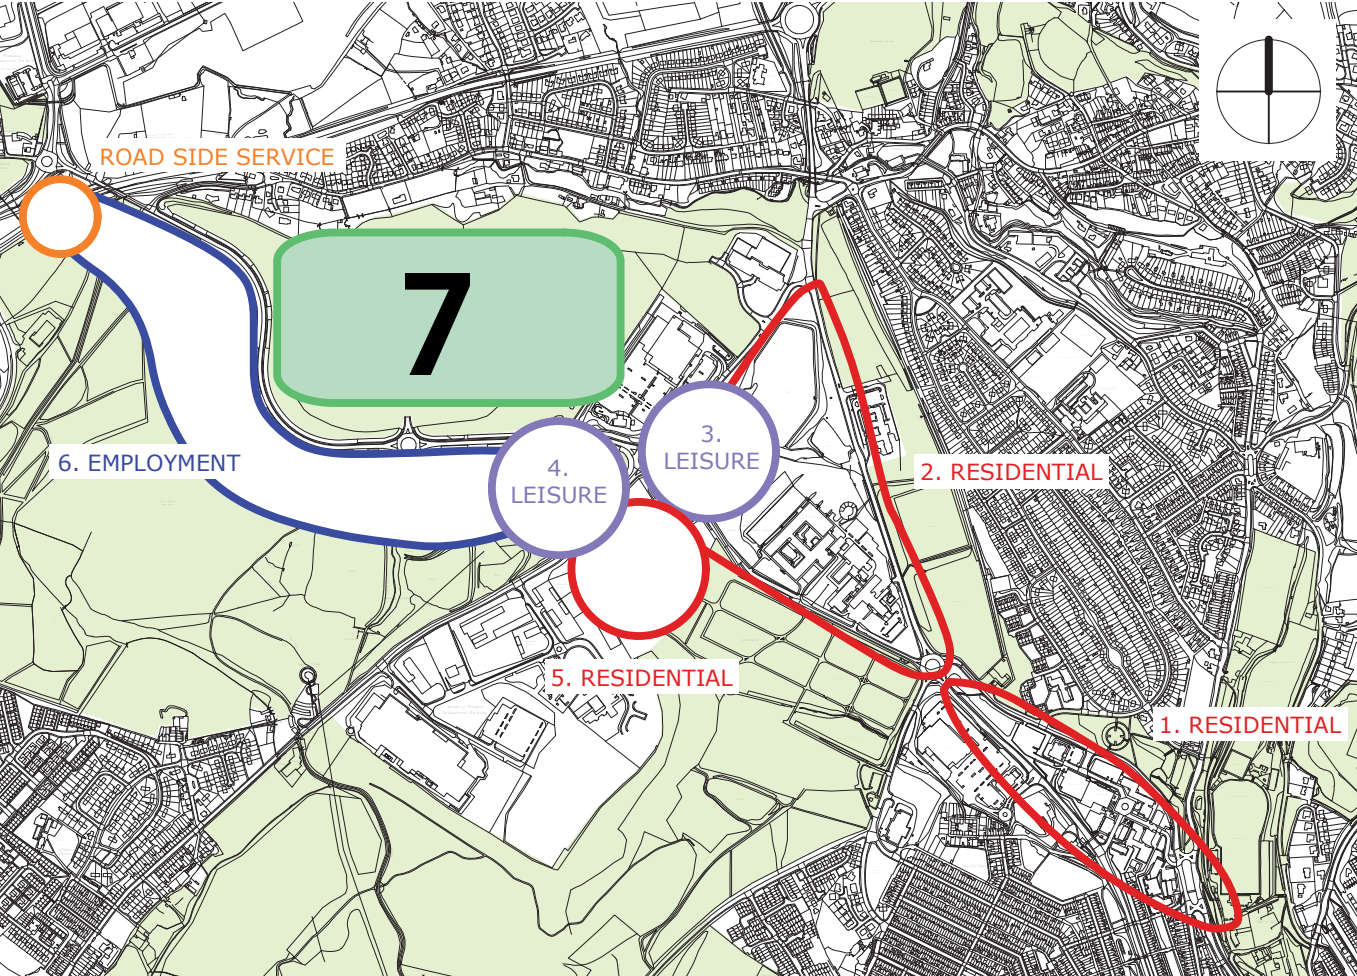 ROAD SIDE SERVICE
7
3.
LEISURE
6. EMPLOYMENT
4.
LEISURE
2. RESIDENTIAL
5. RESIDENTIAL
1. RESIDENTIAL